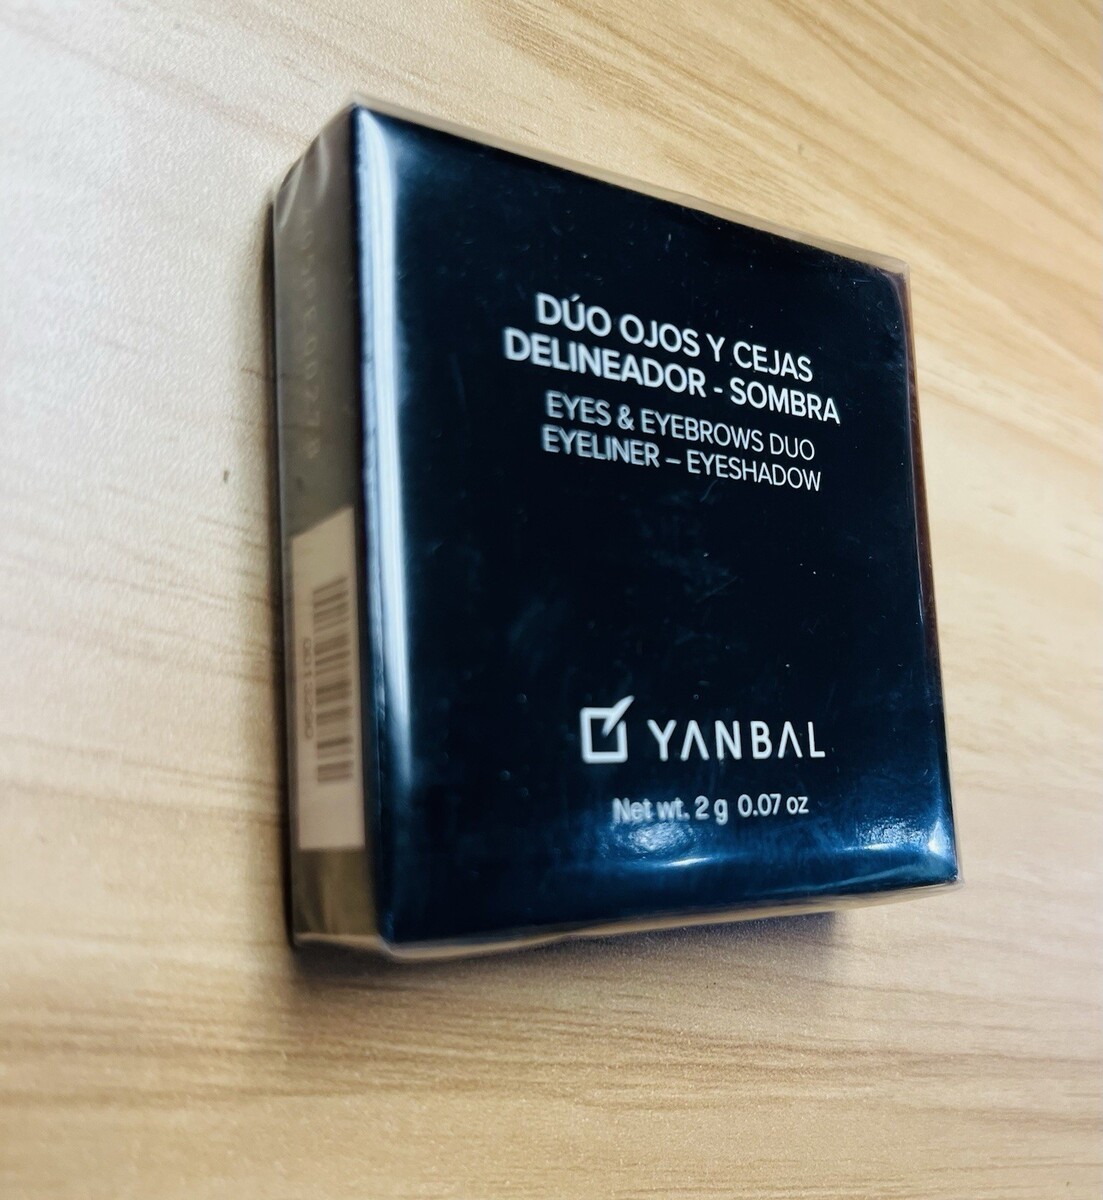 DÚO OJOS Y CEJAS
DELINEADOR - SOMBRA
EYES & EYEBROWS DUO
EYELINER – EYESHADOW
YANBAL
Net wt. 2 g 0.07 oz